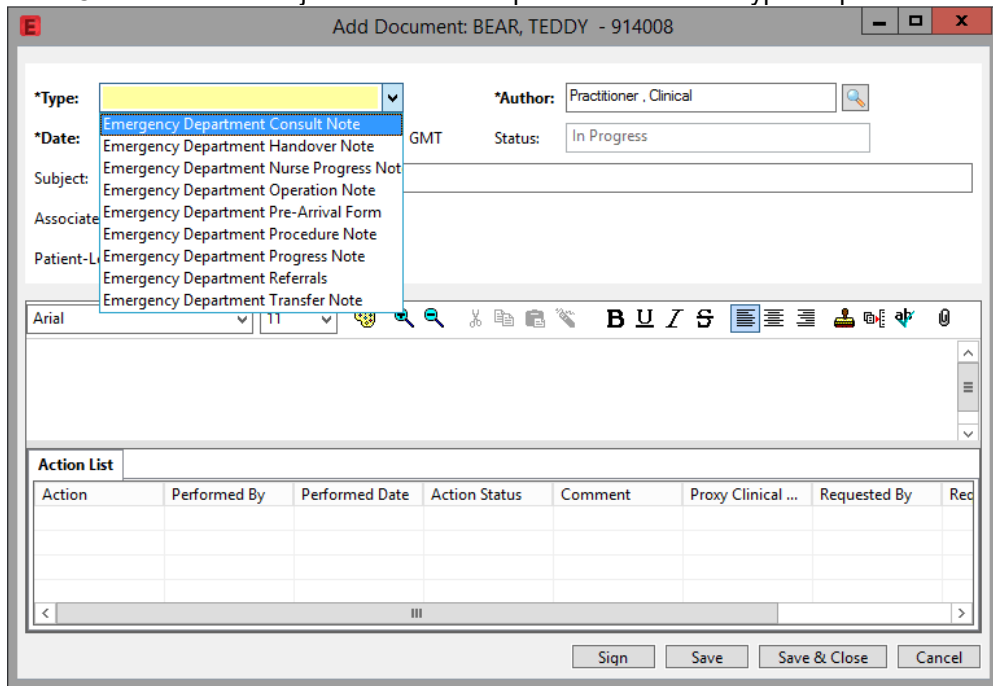 E Add Document: BEAR, TEDDY - 914008
*Type: *Author: Practitioner , Clinical
Emergency Department Consult Note
*Date: GMT Status: In Progress
Emergency Department Handover Note
Emergency Department Nurse Progress Not
Subject:
Emergency Department Operation Note
Emergency Department Pre-Arrival Form
Associate
Emergency Department Procedure Note
Patient-L Emergency Department Progress Note
Emergency Department Referrals
Emergency Department Transfer Note
Arial 11 B U I S
Action List
Action Performed By Performed Date Action Status Comment Proxy Clinical ... Requested By Req
Sign Save Save & Close Cancel